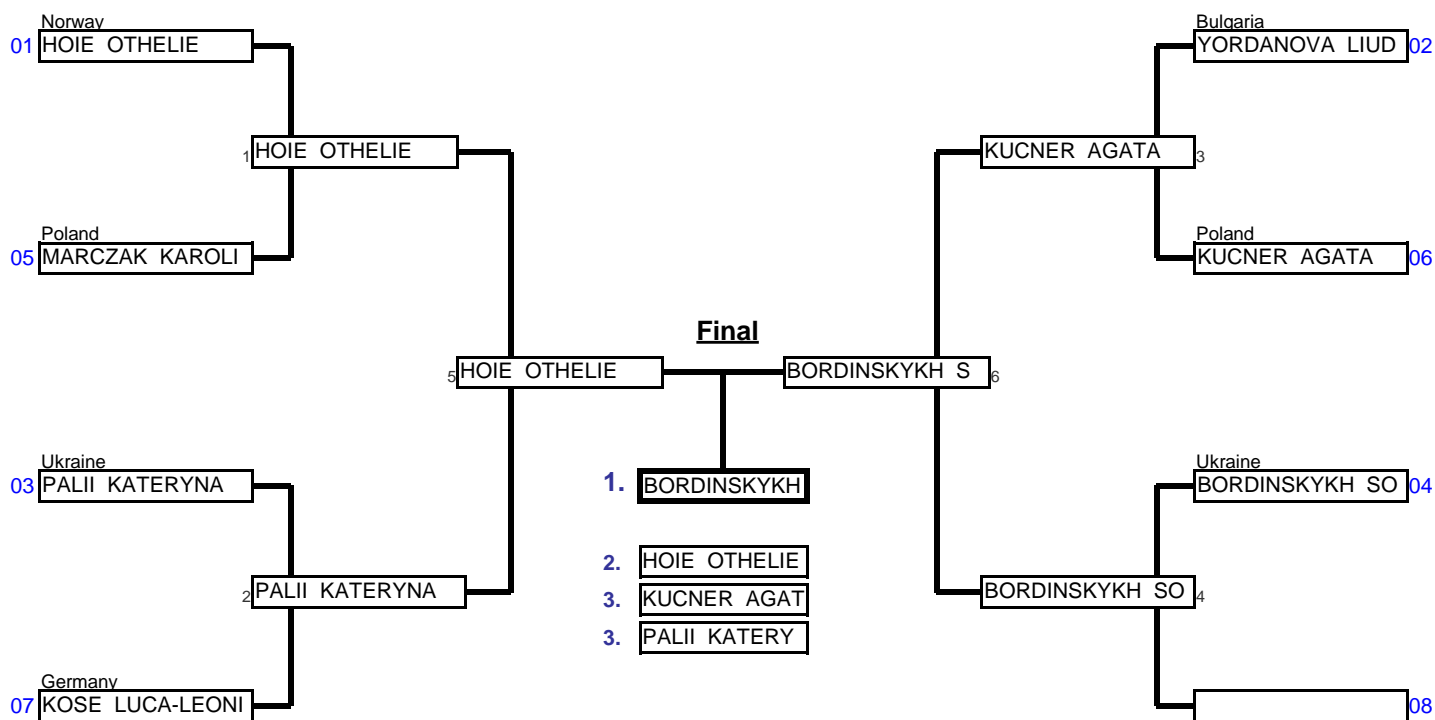 Norway
01 HOIE OTHELIE
Bulgaria
YORDANOVA LIUD 02
1 HOIE OTHELIE
KUCNER AGATA 3
Poland
05 MARCZAK KAROLI
Poland
KUCNER AGATA 06
Final
5 HOIE OTHELIE
BORDINSKYKH S 6
Ukraine
03 PALII KATERYNA
1. BORDINSKYKH
Ukraine
BORDINSKYKH SO 04
2. HOIE OTHELIE
2 PALII KATERYNA
3. KUCNER AGAT
BORDINSKYKH SO 4
3. PALII KATERY
Germany
07 KOSE LUCA-LEONI
08